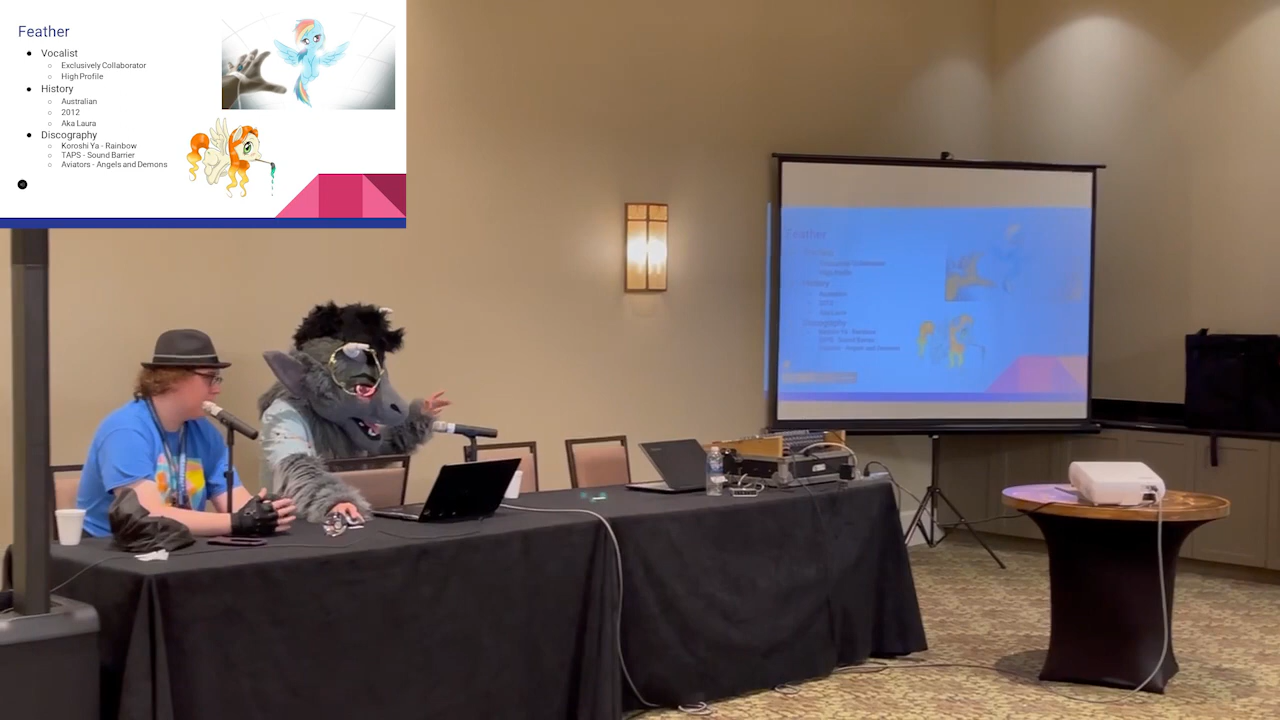 Feather
Vocalist
Exclusively Collaborator
High Profile
History
Australian
2012
Aka Laura
Discography
Koroshi Ya - Rainbow
TAPS - Sound Barrier
Aviators - Angels and Demons
Feather